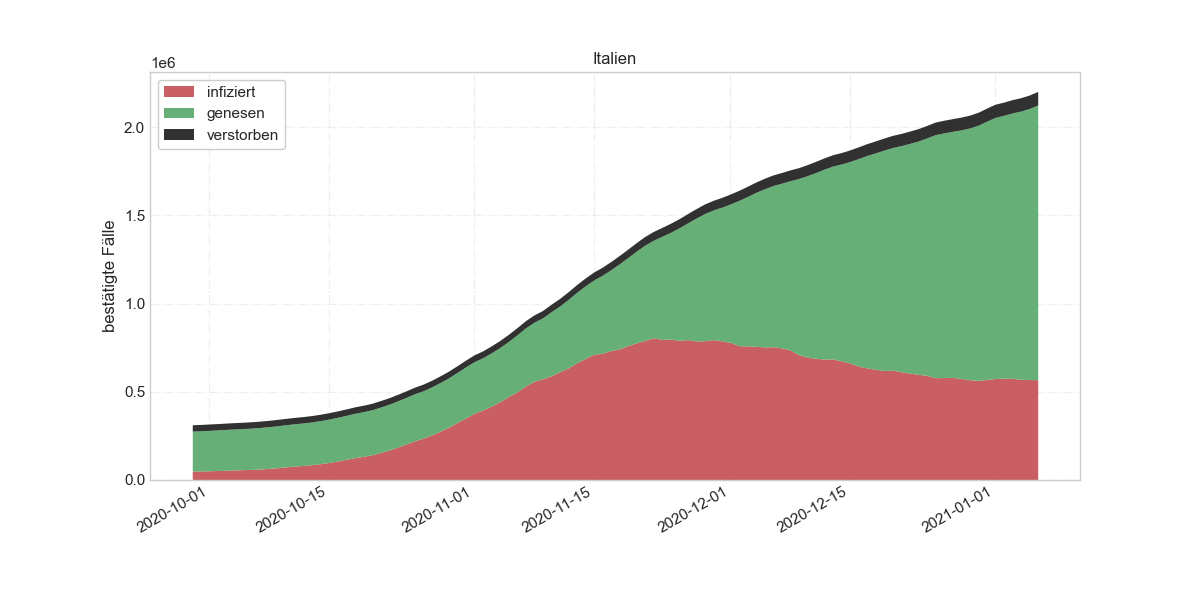 Italien
1e6
infiziert
genesen
verstorben
bestätigte Fälle
2.0
1.5
1.0
0.5
0.0
2020-10-01
2020-10-15
2020-11-01
2020-11-15
2020-12-01
2020-12-15
2021-01-01